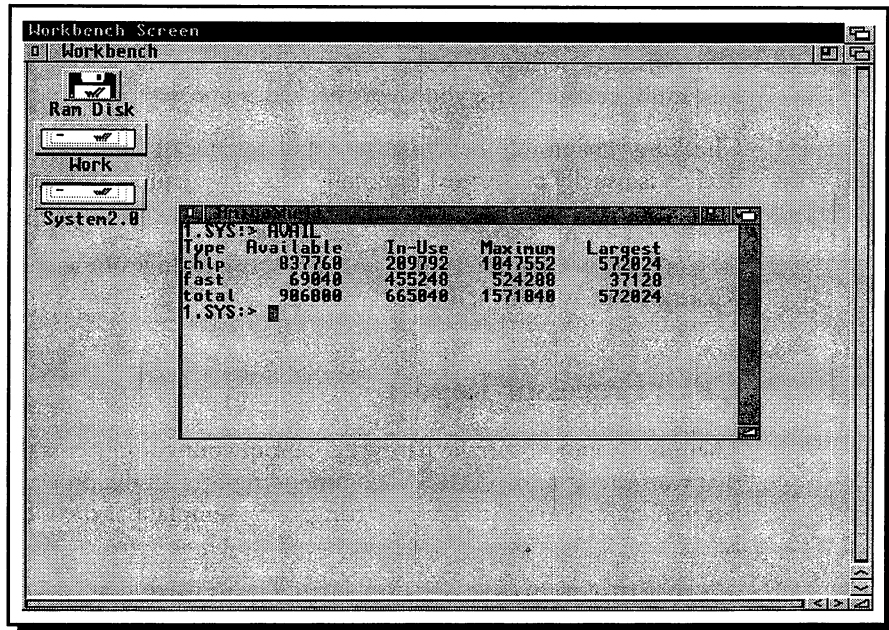 Workbench Screen
Workbench
Ram Disk
Work
System2.0
1.SYS:> AVAIL
Type Available In-Use Maximum Largest
chip 837760 209792 1047552 572024
fast 69040 455248 524288 37128
total 906800 665040 1571840 572024
1.SYS:>